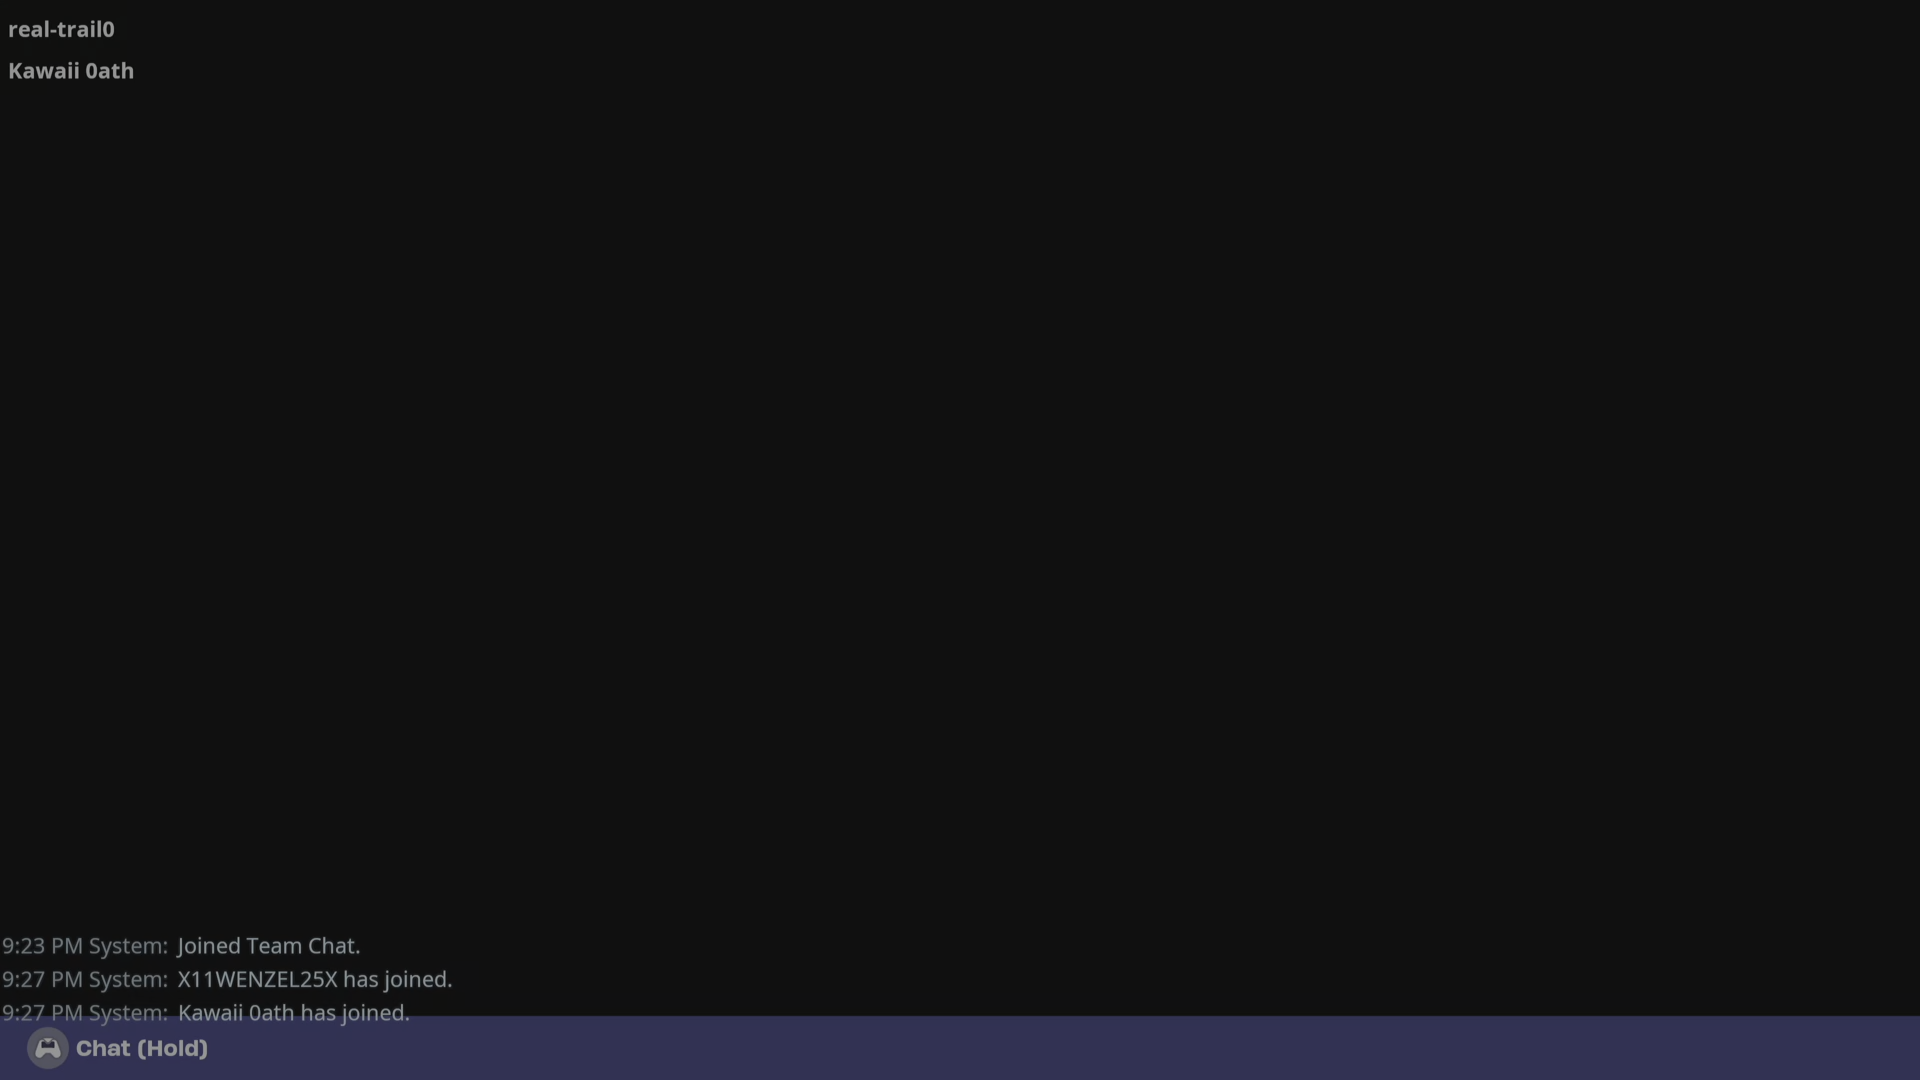 real-trail0
Kawaii 0ath
9:23 PM System: Joined Team Chat.
9:27 PM System: X11WENZEL25X has joined.
9:27 PM System: Kawaii 0ath has joined.
Chat (Hold)